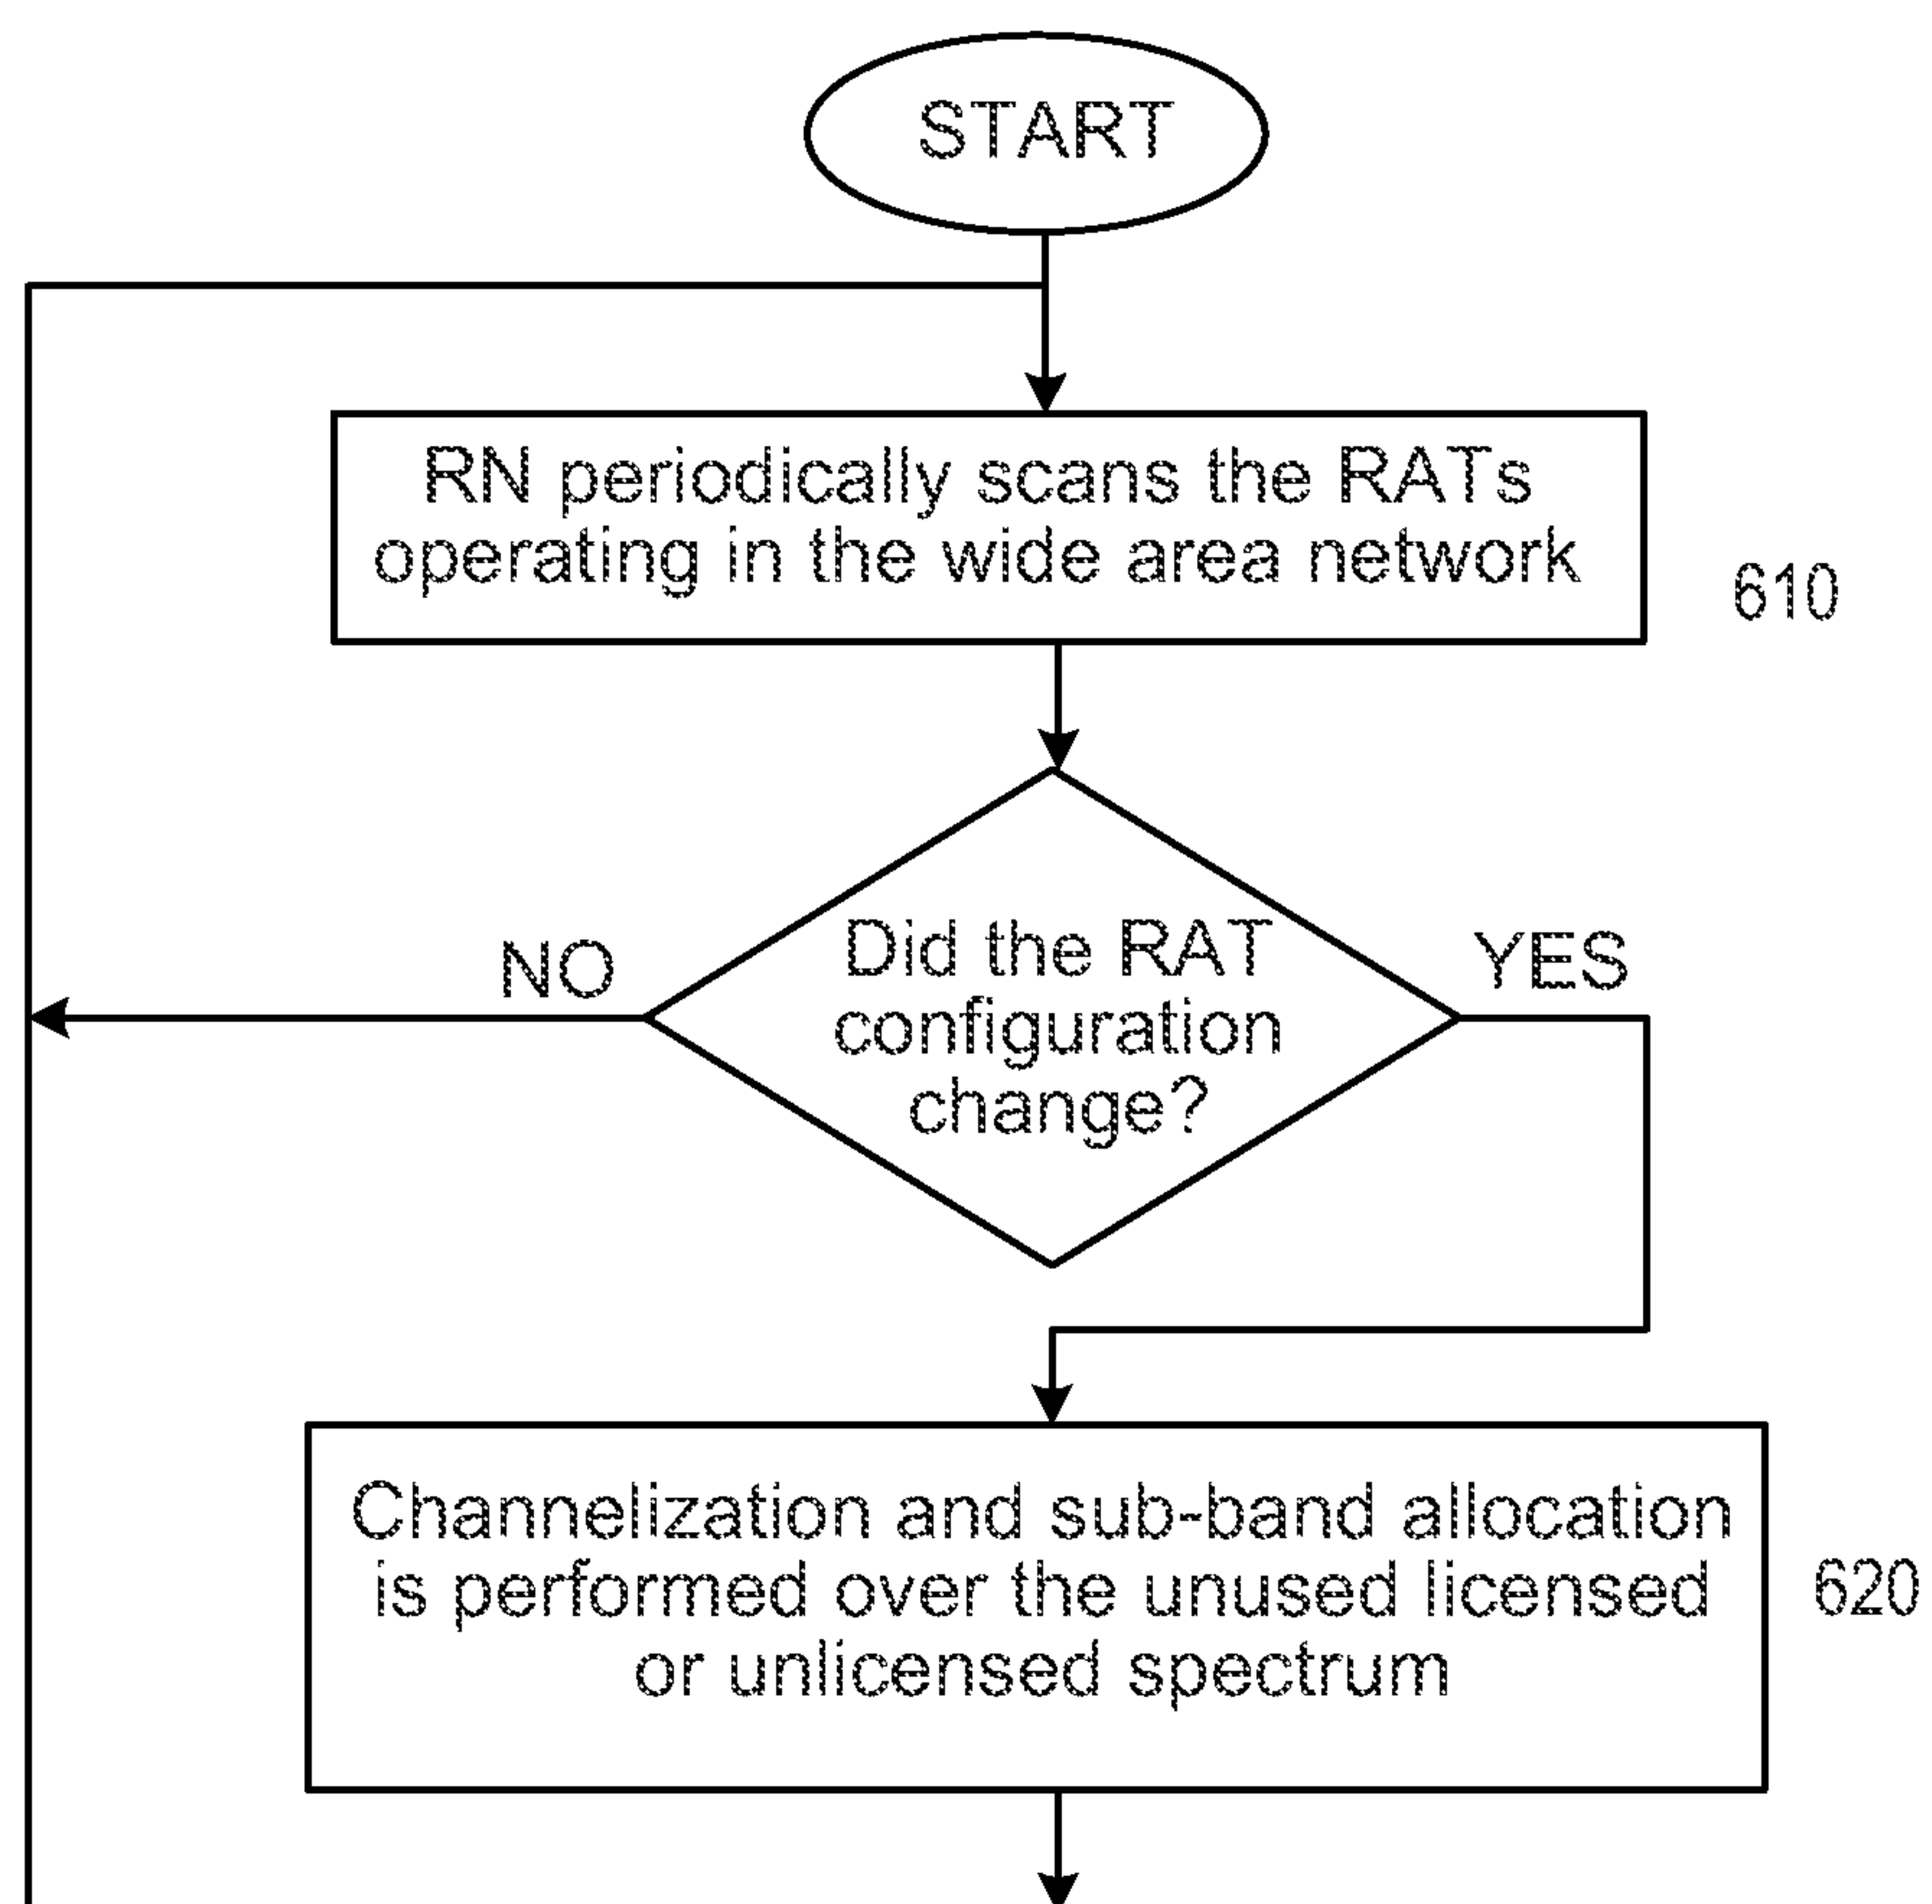 START
RN periodically scans the RATs
operating in the wide area network
610
NO
Did the RAT
configuration
change?
YES
Channelization and sub-band allocation
is performed over the unused licensed
or unlicensed spectrum
620